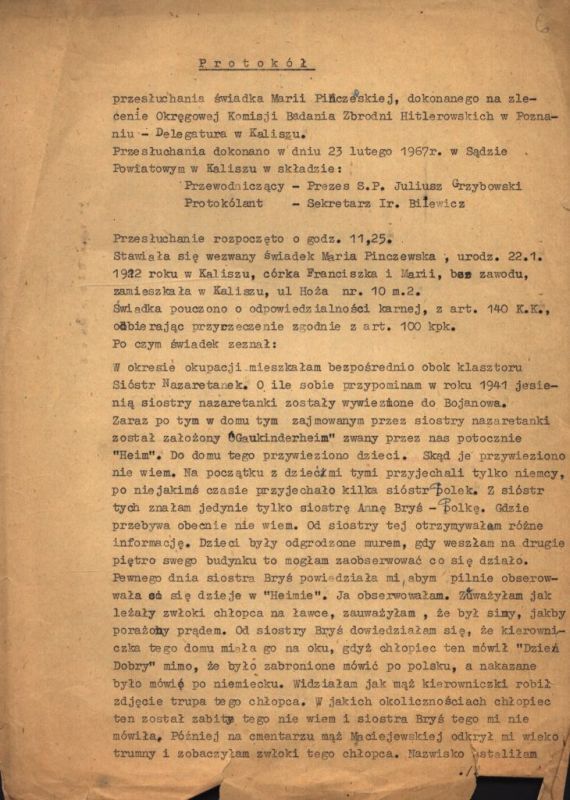 6
P r o t o k ó ł
przesłuchania świadka Marii Pińczeskiej, dokonanego na zle-
cenie Okręgowej Komisji Badania Zbrodni Hitlerowskich w Pozna-
niu - Delegatura w Kaliszu.
Przesłuchania dokonano w dniu 23 lutego 1967r. w Sądzie
Powiatowym w Kaliszu w składzie:
Przewodniczący - Prezes S.P. Juliusz Grzybowski
Protokólant - Sekretarz Ir. Bilewicz
Przesłuchanie rozpoczęto o godz. 11,25.
Stawiała się wezwany świadek Maria Pinczewska , urodz. 22.1.
1922 roku w Kaliszu, córka Franciszka i Marii, bez zawodu,
zamieszkała w Kaliszu, ul Hoża nr. 10 m.2.
Świadka pouczono o odpowiedzialności karnej, z art. 140 K.K.,
odbierając przyrzeczenie zgodnie z art. 100 kpk.
Po czym świadek zeznał:
W okresie okupacji mieszkałam bezpośrednio obok klasztoru
Sióstr Nazaretanek. O ile sobie przypominam w roku 1941 jesie-
nią siostry nazaretanki zostały wywiezione do Bojanowa.
Zaraz po tym w domu tym zajmowanym przez siostry nazaretanki
został założony "Gaukinderheim" zwany przez nas potocznie
"Heim". Do domu tego przywieziono dzieci. Skąd je przywieziono
nie wiem. Na początku z dziećmi tymi przyjechali tylko niemcy,
po niejakimś czasie przyjechało kilka sióstr Polek. Z sióstr
tych znałam jedynie tylko siostrę Annę Bryś - Polkę. Gdzie
przebywa obecnie nie wiem. Od siostry tej otrzymywałam różne
informację. Dzieci były odgrodzone murem, gdy weszłam na drugie
piętro swego budynku to mogłam zaobserwować co się działo.
Pewnego dnia siostra Bryś powiedziała mi, abym pilnie obserow-
wała co się dzieje w "Heimie". Ja obserwowałam. Zuważyłam jak
leżały zwłoki chłopca na ławce, zauważyłam , że był siny, jakby
porażony prądem. Od siostry Bryś dowiedziałam się, że kierowni-
czka tego domu miała go na oku, gdyż chłopiec ten mówił "Dzień
Dobry" mimo, że było zabronione mówić po polsku, a nakazane
było mówić po niemiecku. Widziałam jak mąż kierowniczki robił
zdjęcie trupa tego chłopca. W jakich okolicznościach chłopiec
ten został zabity tego nie wiem i siostra Bryś tego mi nie
mówiła. Później na cmentarzu mąż Maciejewskiej odkrył mi wieko
trumny i zobaczyłam zwłoki tego chłopca. Nazwisko ustaliłam
./.